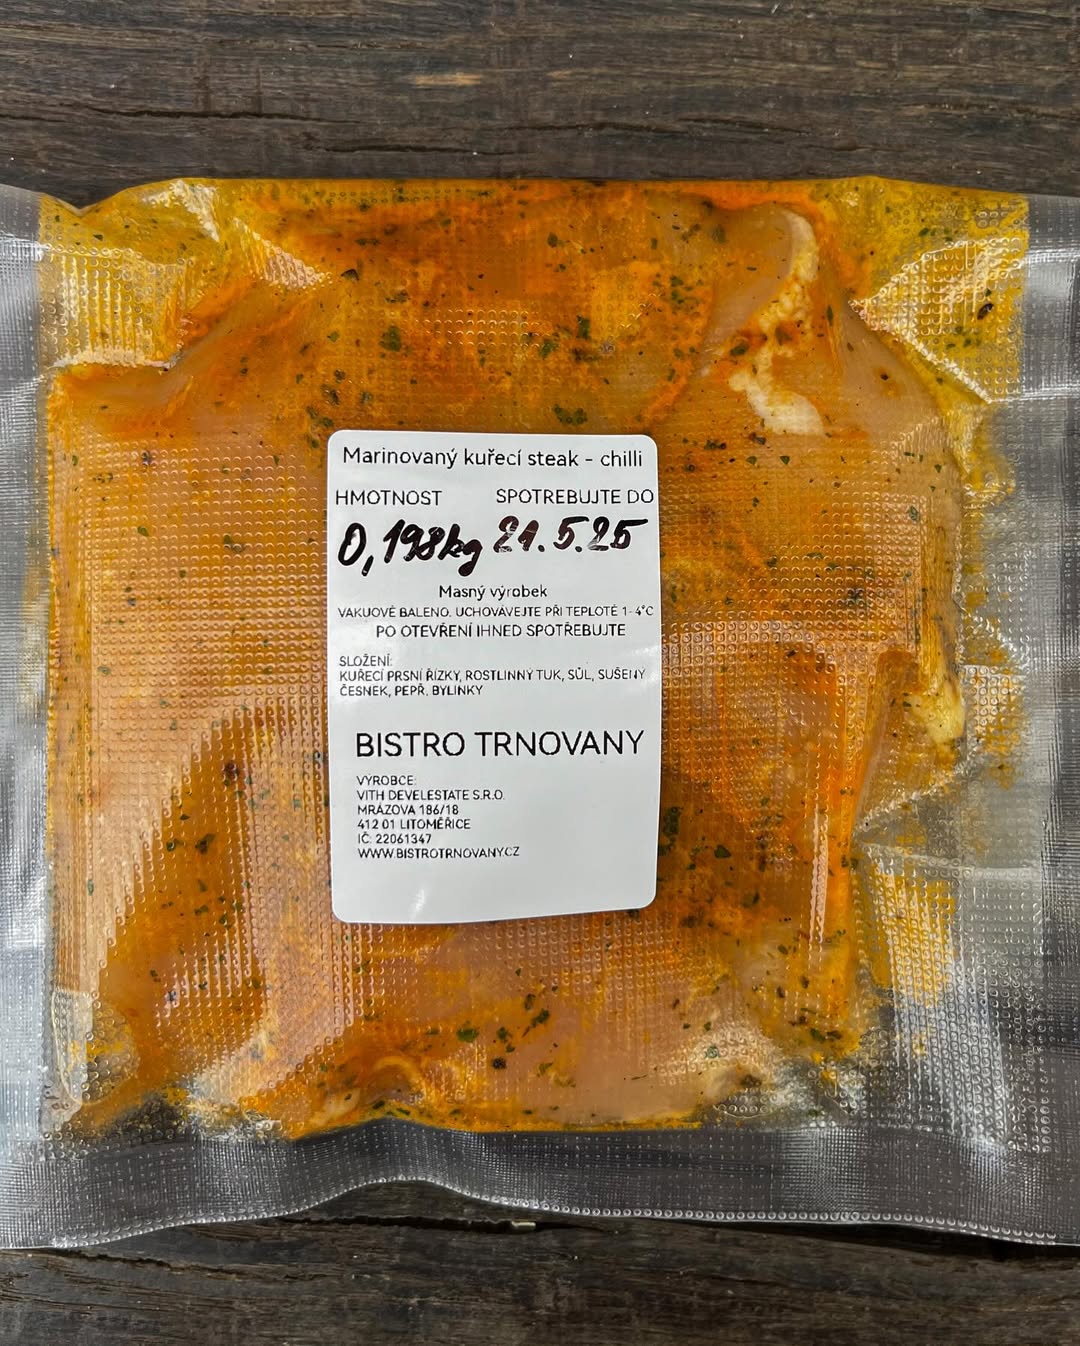 Marinovaný kuřecí steak - chilli
HMOTNOST SPOTREBUJTE DO
0,198kg 21.5.25
Masný výrobek
VAKUOVĚ BALENO. UCHOVÁVEJTE PŘI TEPLOTĚ 1-4°C
PO OTEVŘENÍ IHNED SPOTŘEBUJTE
SLOŽENÍ:
KUŘECÍ PRSNÍ ŘÍZKY, ROSTLINNÝ TUK, SŮL, SUŠENÝ
ČESNEK, PEPŘ, BYLINKY
BISTRO TRNOVANY
VÝROBCE:
VITH DEVELESTATE S.R.O.
MRÁZOVA 186/18
412 01 LITOMĚŘICE
IČ: 22061347
WWW.BISTROTRNOVANY.CZ